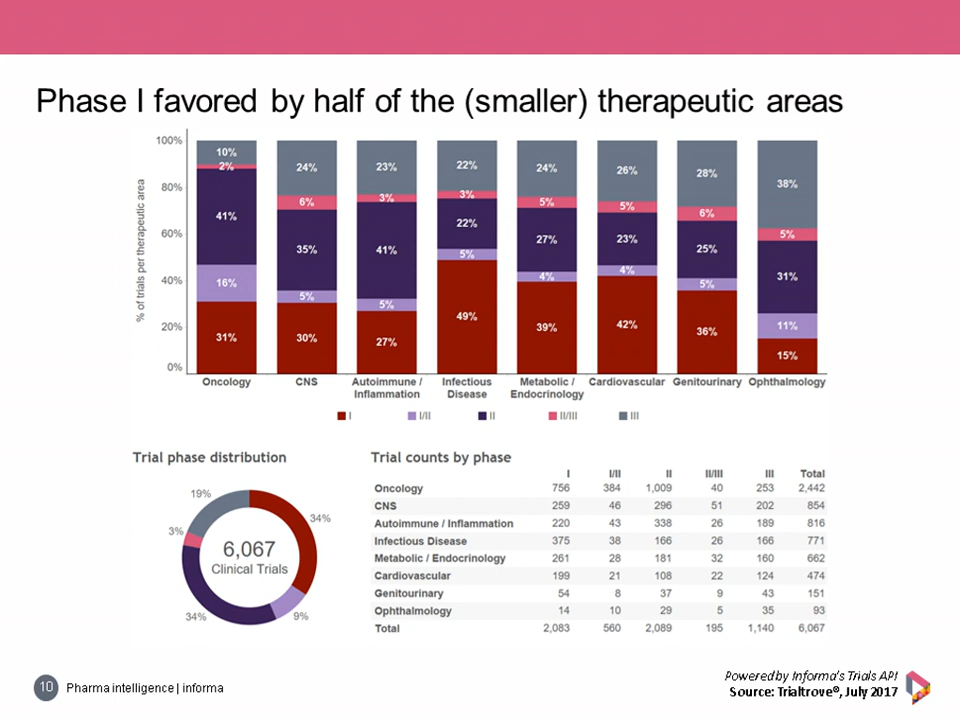 Phase I favored by half of the (smaller) therapeutic areas
% of trials per therapeutic area
100%
80%
60%
40%
20%
0%
10%
2%
41%
16%
31%
24%
6%
35%
5%
30%
23%
3%
41%
5%
27%
22%
3%
22%
5%
49%
24%
5%
27%
4%
39%
26%
5%
23%
4%
42%
28%
6%
25%
5%
36%
38%
5%
31%
11%
15%
Oncology
CNS
Autoimmune /
Inflammation
Infectious
Disease
Metabolic /
Endocrinology
Cardiovascular
Genitourinary
Ophthalmology
I I/II II II/III III
Trial phase distribution
19%
34%
3%
34%
9%
6,067
Clinical Trials
Trial counts by phase
I I/II II II/III III Total
Oncology 756 384 1,009 40 253 2,442
CNS 259 46 296 51 202 854
Autoimmune / Inflammation 220 43 338 26 189 816
Infectious Disease 375 38 166 26 166 771
Metabolic / Endocrinology 261 28 181 32 160 662
Cardiovascular 199 21 108 22 124 474
Genitourinary 54 8 37 9 43 151
Ophthalmology 14 10 29 5 35 93
Total 2,083 560 2,089 195 1,140 6,067
10
Pharma intelligence | informa
Powered by Informa's Trials API
Source: Trialtrove®, July 2017